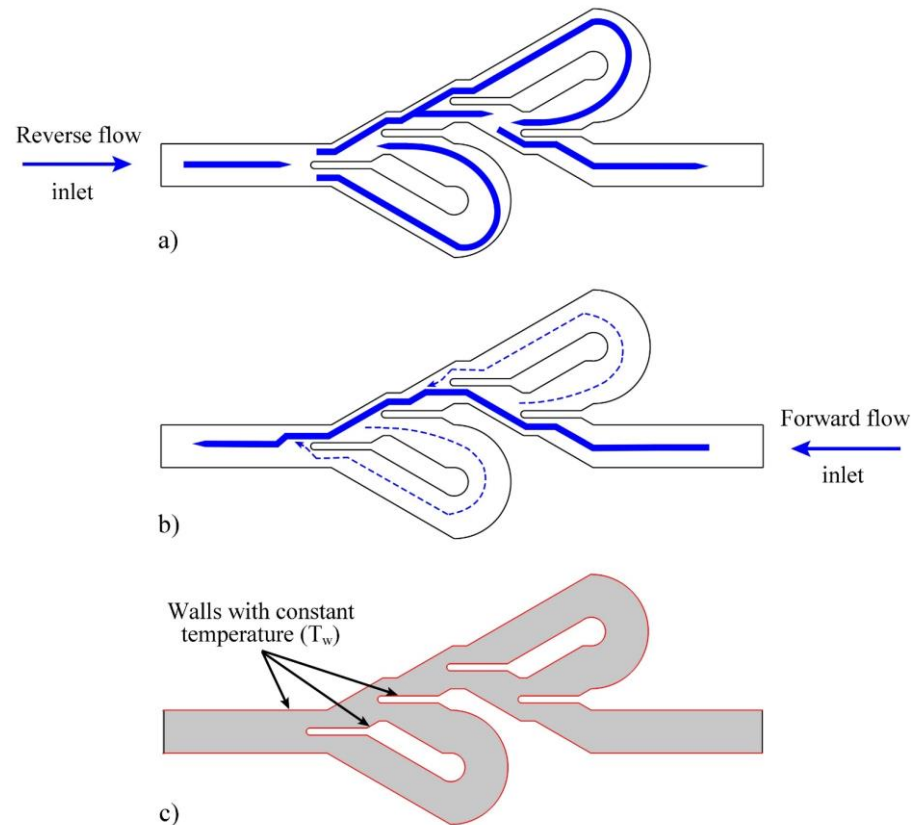 Reverse flow
inlet
a)
Forward flow
inlet
b)
Walls with constant
temperature (Tw)
c)